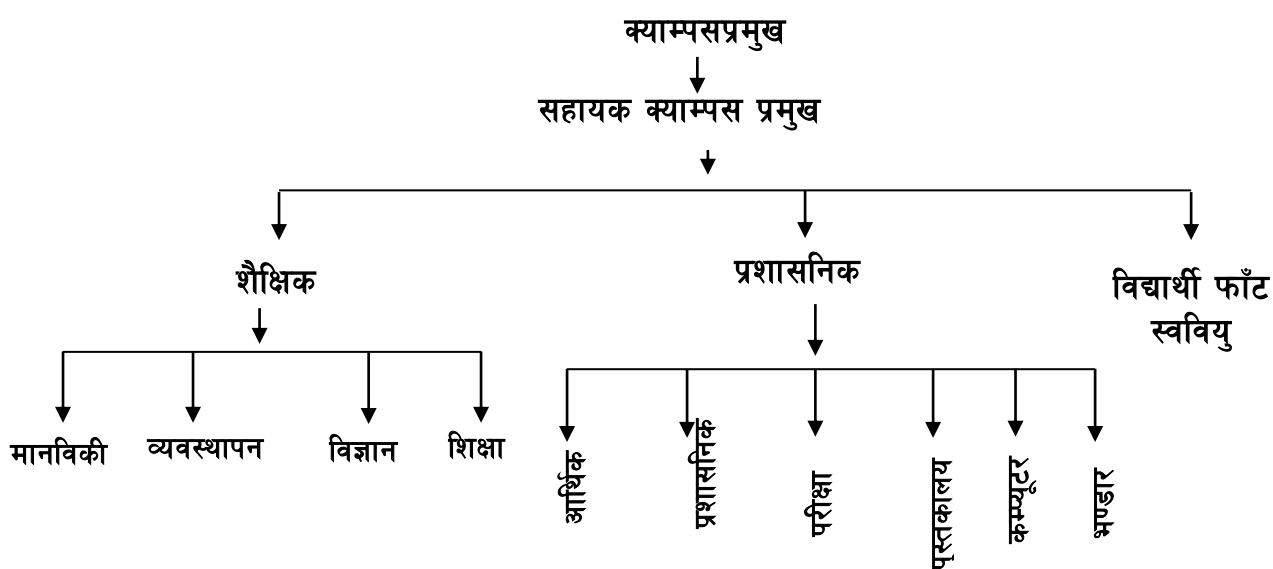 क्याम्पसप्रमुख
सहायक क्याम्पस प्रमुख
शैक्षिक
प्रशासनिक
विद्यार्थी फाँट
स्ववियु
मानविकी
व्यवस्थापन
विज्ञान
शिक्षा
आर्थिक
प्रशासनिक
परीक्षा
पुस्तकालय
कम्प्यूटर
भण्डार